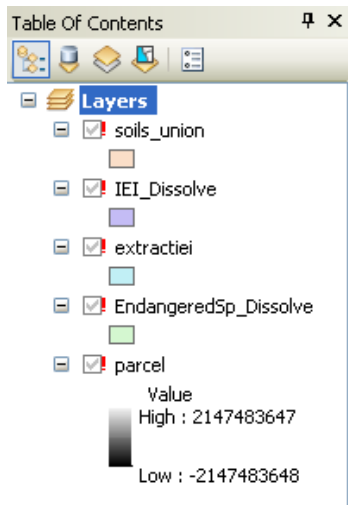 Table Of Contents
Layers
soils_union
IEI_Dissolve
extractiei
EndangeredSp_Dissolve
parcel
Value
High : 2147483647
Low : -2147483648